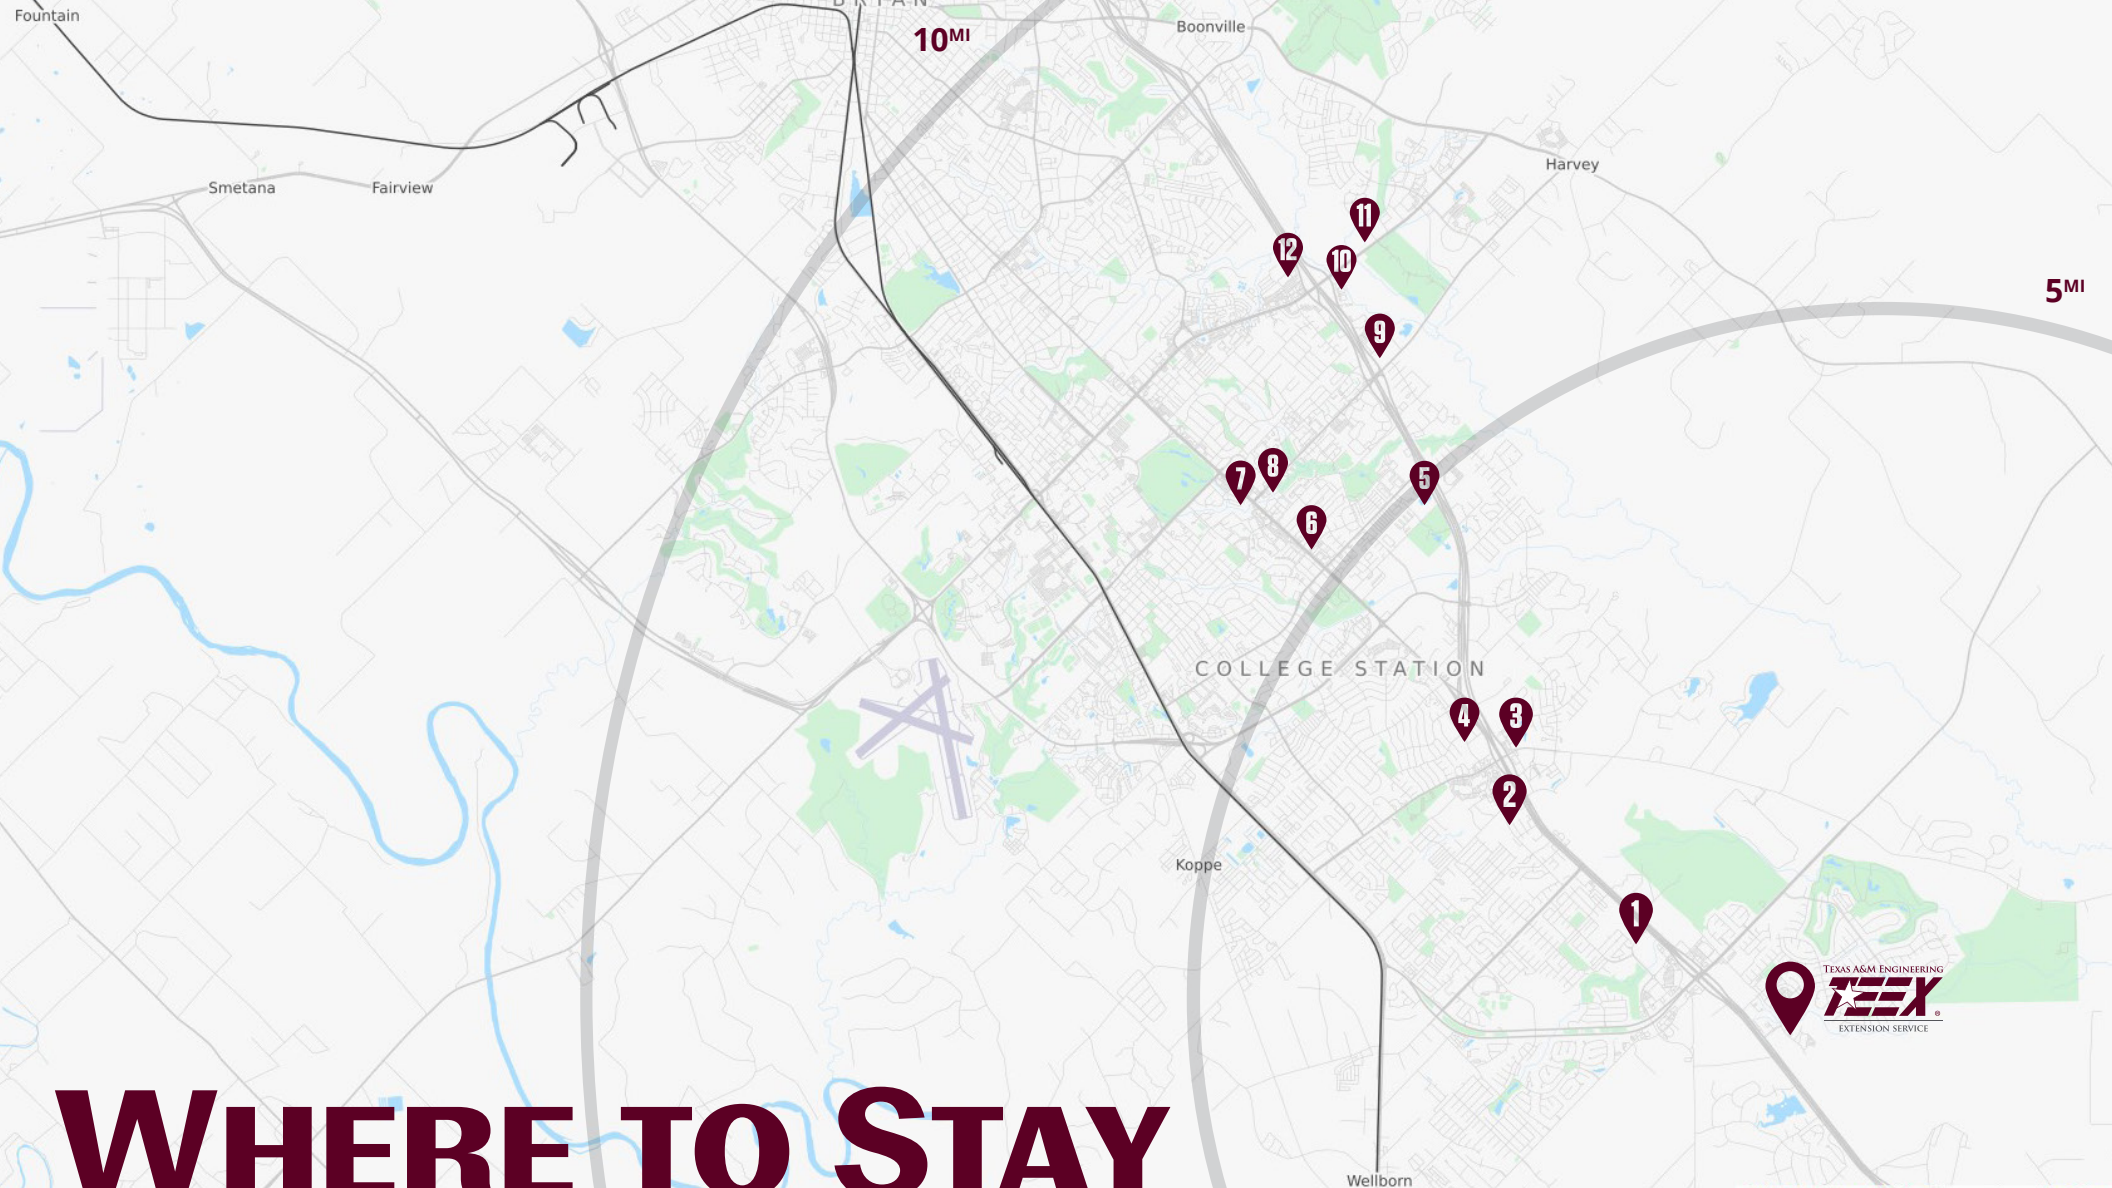 BRYAN
Fountain
Boonville
10MI
Harvey
Smetana
Fairview
11
12
10
5MI
9
8
7
5
6
COLLEGE STATION
4
3
2
Koppe
1
TEXAS A&M ENGINEERING
TEEX®
EXTENSION SERVICE
WHERE TO STAY
Wellborn